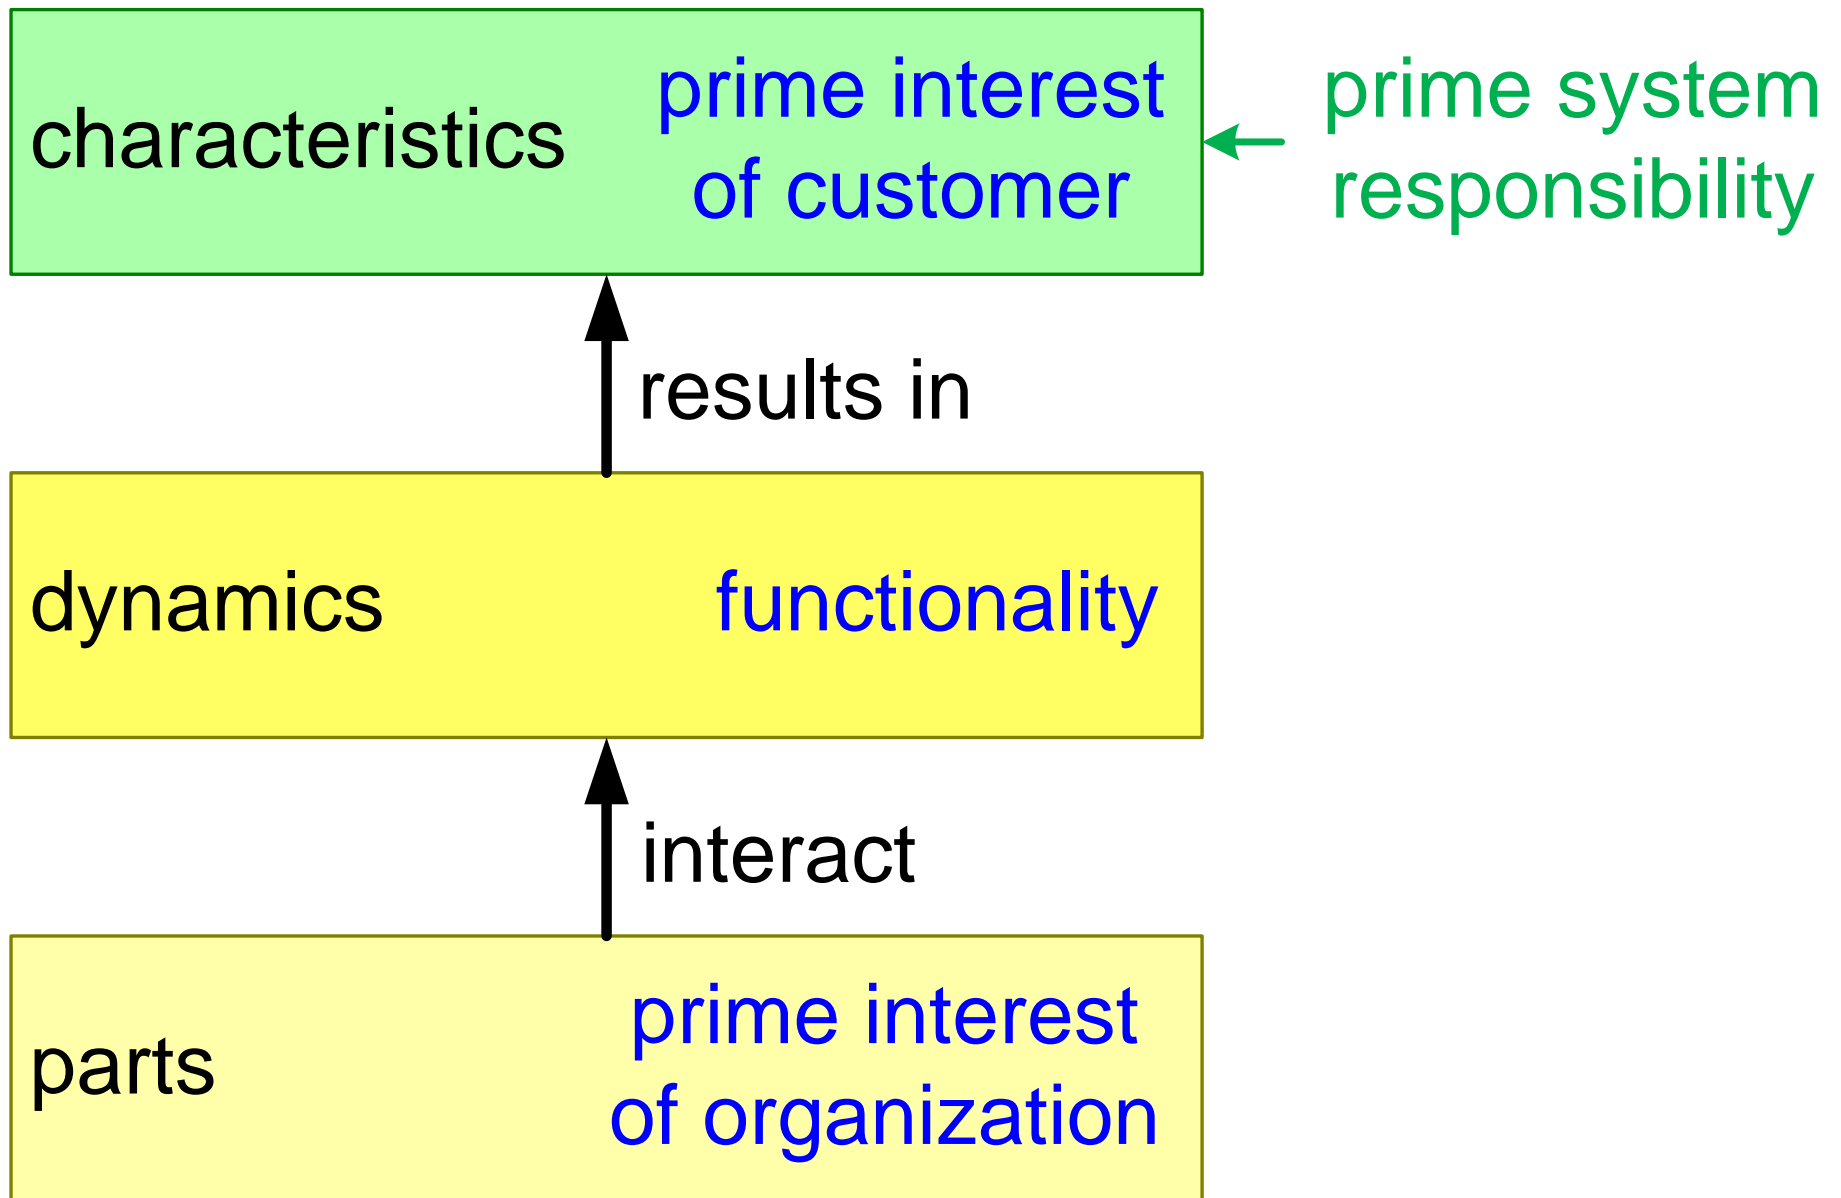 characteristics
prime interest
of customer
prime system
responsibility
results in
dynamics
functionality
interact
parts
prime interest
of organization